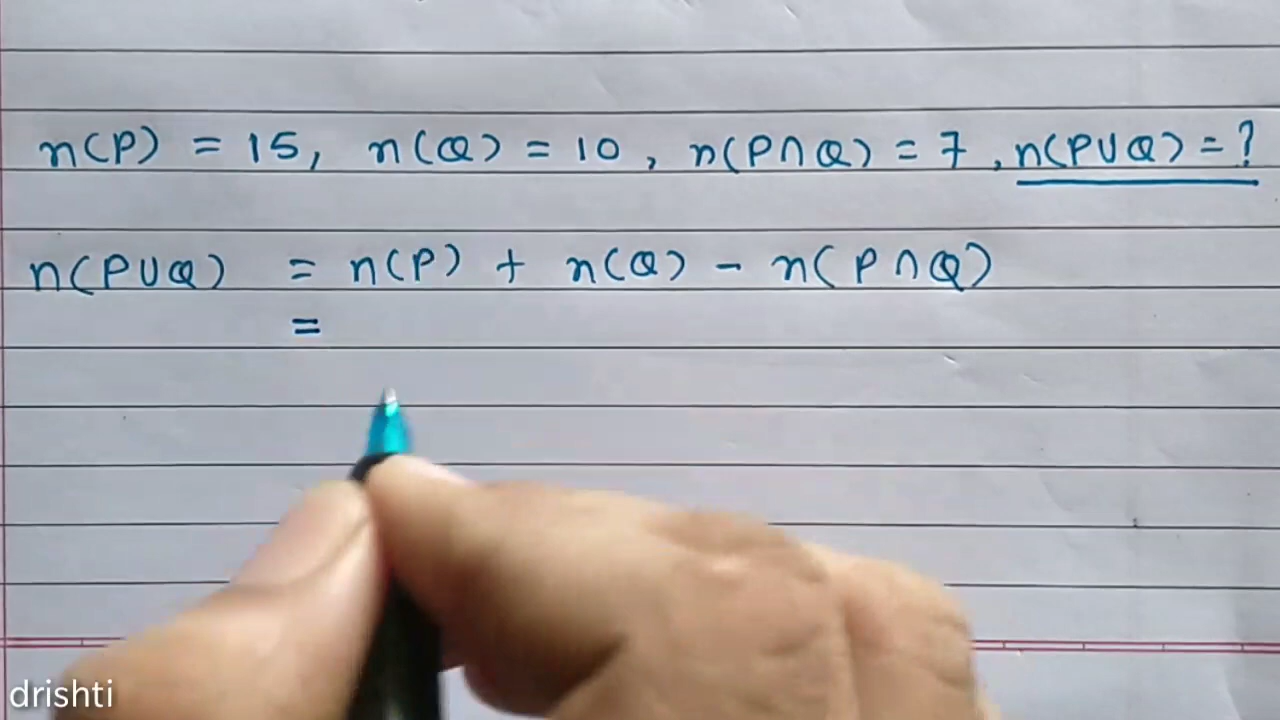 n(P) = 15, n(Q) = 10, n(P∩Q) = 7, n(P∪Q) = ?
n(P∪Q) = n(P) + n(Q) - n(P∩Q)
=
drishti